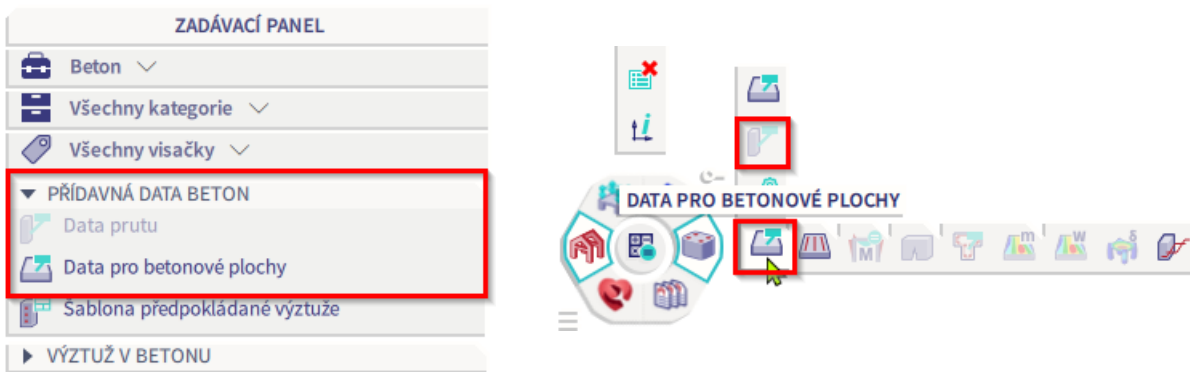 ZADÁVACÍ PANEL
Beton
Všechny kategorie
Všechny visačky
PŘÍDAVNÁ DATA BETON
Data prutu
Data pro betonové plochy
Šablona předpokládané výztuže
VÝZTUŽ V BETONU
DATA PRO BETONOVÉ PLOCHY